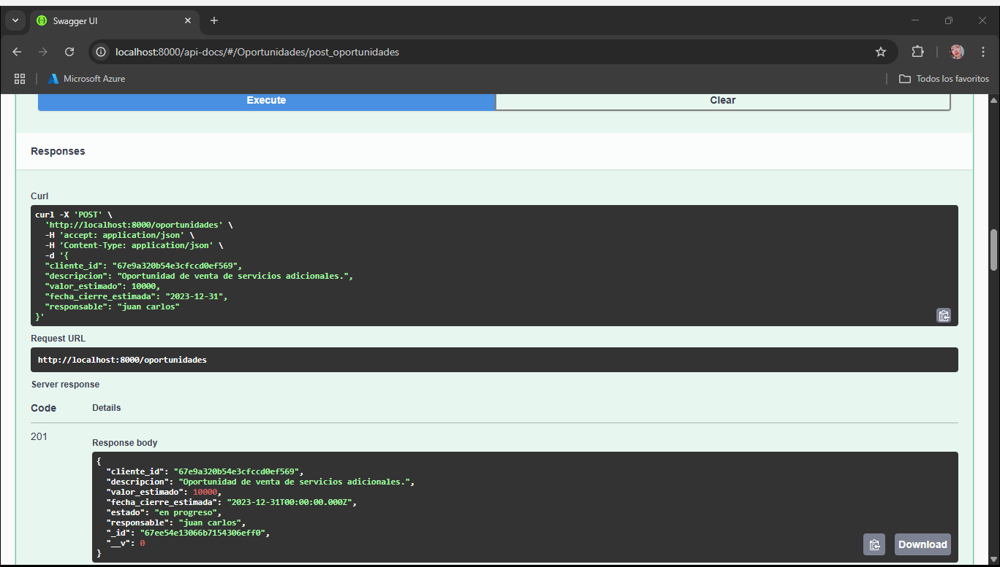 Swagger UI
localhost:8000/api-docs/#/Oportunidades/post_oportunidades
Microsoft Azure
Todos los favoritos
Execute
Clear
Responses
Curl
curl -X 'POST' \
'http://localhost:8000/oportunidades' \
-H 'accept: application/json' \
-H 'Content-Type: application/json' \
-d '{
"cliente_id": "67e9a320b54e3cfccd0ef569",
"descripcion": "Oportunidad de venta de servicios adicionales.",
"valor_estimado": 10000,
"fecha_cierre_estimada": "2023-12-31",
"responsable": "juan carlos"
}'
Request URL
http://localhost:8000/oportunidades
Server response
Code
Details
201
Response body
{
"cliente_id": "67e9a320b54e3cfccd0ef569",
"descripcion": "Oportunidad de venta de servicios adicionales.",
"valor_estimado": 10000,
"fecha_cierre_estimada": "2023-12-31T00:00:00.000Z",
"estado": "en progreso",
"responsable": "juan carlos",
"_id": "67ee54e13066b7154306eff0",
"__v": 0
}
Download